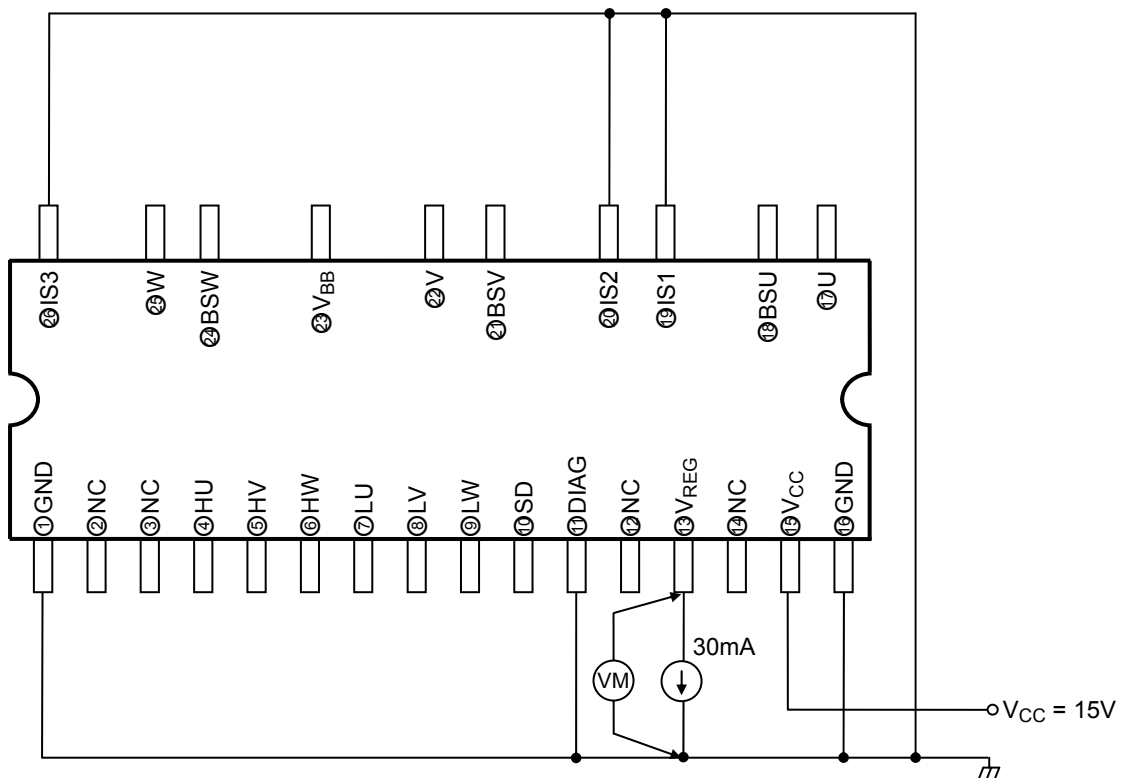 ㉖IS3
㉕W
㉔BSW
㉓VBB
㉒V
㉑BSV
⑳IS2
⑲IS1
⑱BSU
⑰U
①GND
②NC
③NC
④HU
⑤HV
⑥HW
⑦LU
⑧LV
⑨LW
⑩SD
⑪DIAG
⑫NC
⑬VREG
⑭NC
⑮VCC
⑯GND
30mA
VM
VCC = 15V